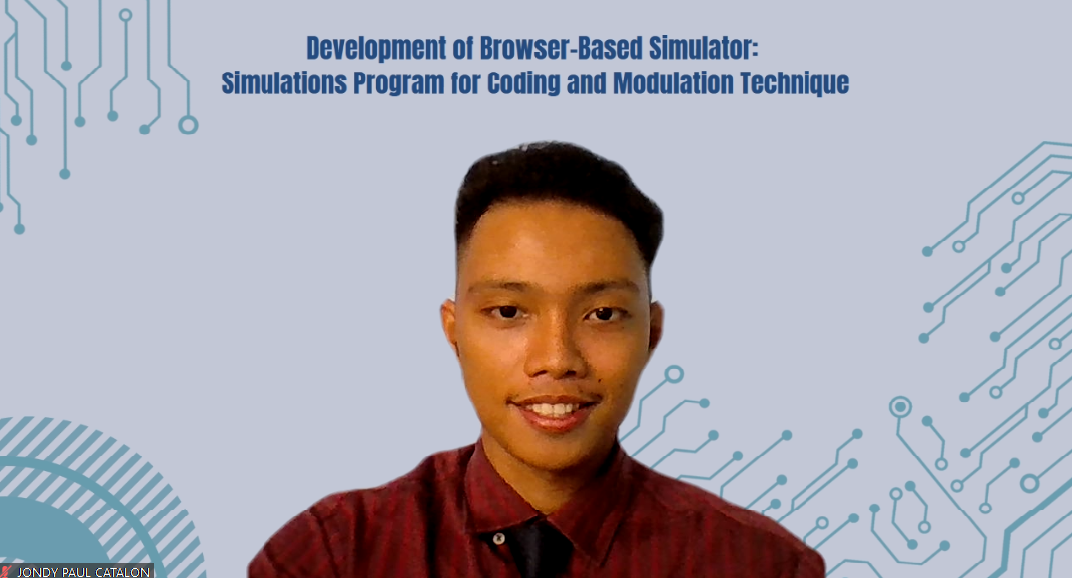 Development of Browser-Based Simulator:
Simulations Program for Coding and Modulation Technique
JONDY PAUL CATALON